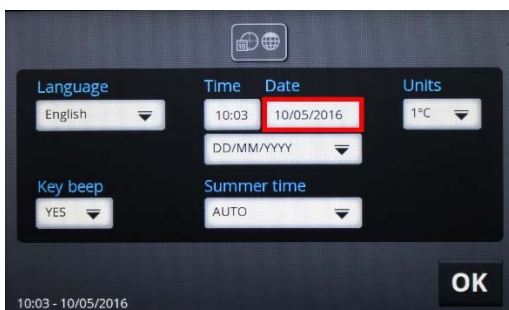 10
Language Time Date Units
English 10:03 10/05/2016 1°C
DD/MM/YYYY
Key beep Summer time
YES AUTO
OK
10:03 - 10/05/2016